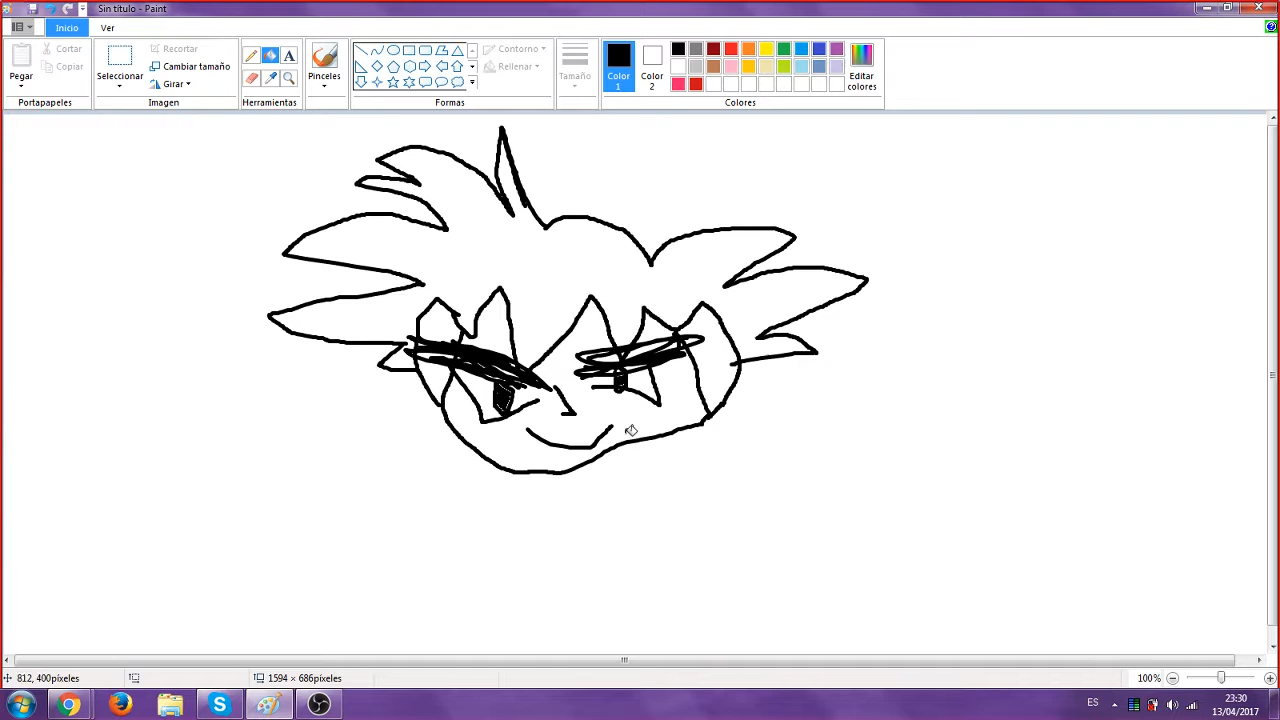 Sin título - Paint
Inicio Ver
Pegar
Cortar
Copiar
Portapapeles
Seleccionar
Recortar
Cambiar tamaño
Girar
Imagen
A
Herramientas
Pinceles
Contorno
Rellenar
Formas
Tamaño
Color 1
Color 2
Editar colores
Colores
812, 400píxeles
1594 × 686píxeles
100%
ES
23:30
13/04/2017